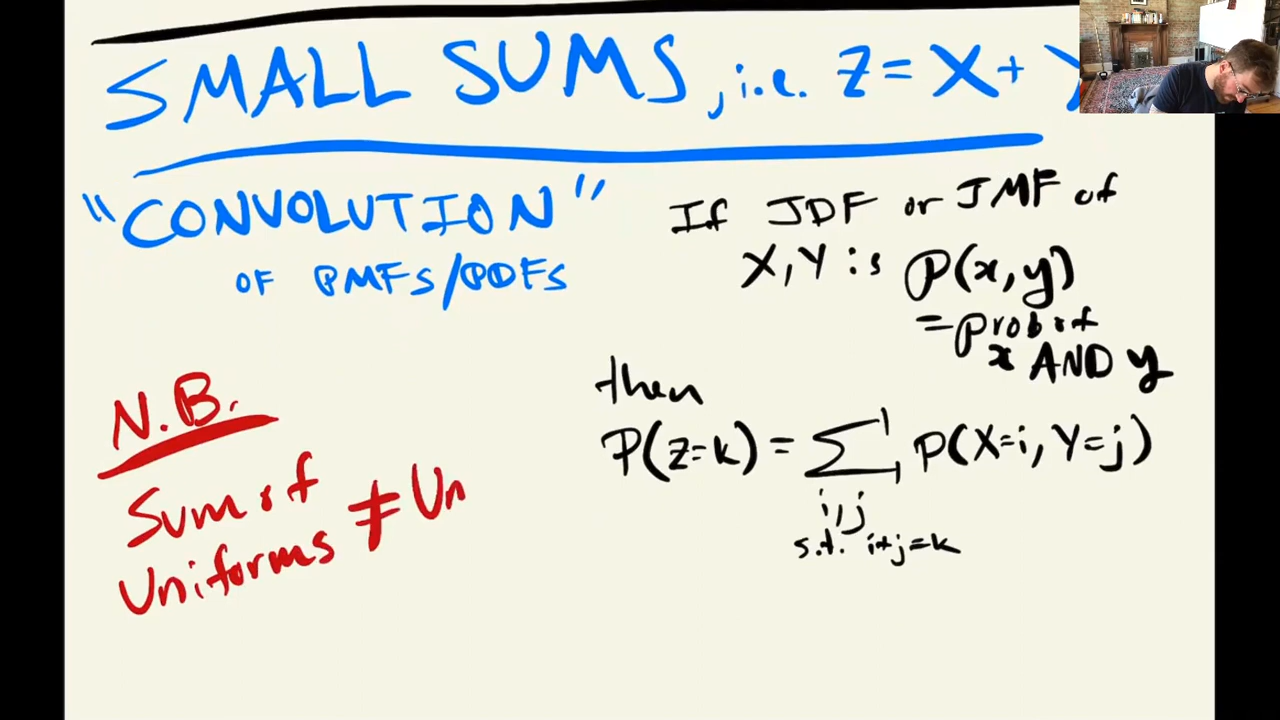 SMALL SUMS, i.e. Z = X +
"CONVOLUTION"
OF PMFs/PDFs
If JDF or JMF of
X, Y is P(x,y)
= prob of
x AND y
then
P(Z=k) = ∑ P(X=i, Y=j)
i,j
s.t. i+j=k
N.B.
Sum of
Uniforms ≠ Un